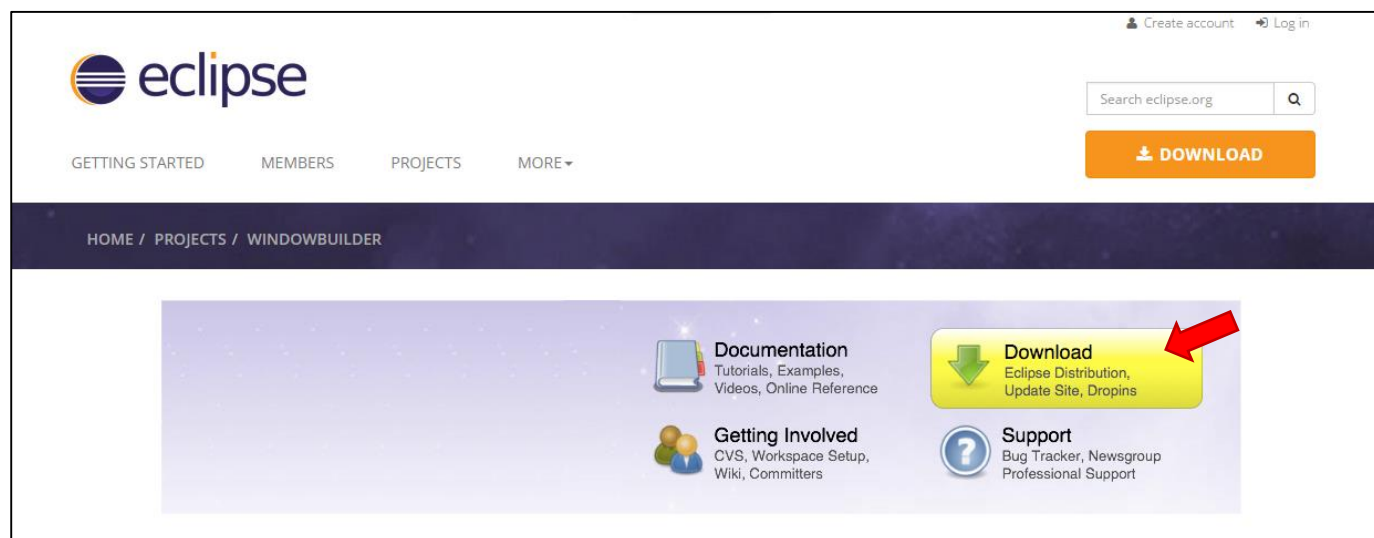 Create account Log in
eclipse
Search eclipse.org
GETTING STARTED MEMBERS PROJECTS MORE
DOWNLOAD
HOME / PROJECTS / WINDOWBUILDER
Documentation
Tutorials, Examples,
Videos, Online Reference
Download
Eclipse Distribution,
Update Site, Dropins
Getting Involved
CVS, Workspace Setup,
Wiki, Committers
Support
Bug Tracker, Newsgroup
Professional Support